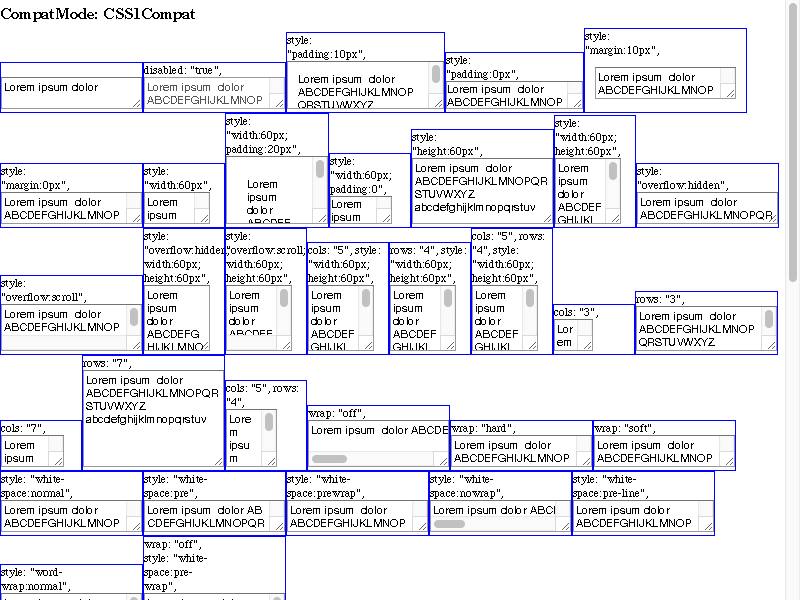 CompatMode: CSS1Compat
Lorem ipsum dolor
disabled: "true",
Lorem ipsum dolor
ABCDEFGHIJKLMNOP
style:
"padding:10px",
Lorem ipsum dolor
ABCDEFGHIJKLMNOP
QRSTUVWXYZ
style:
"padding:0px",
Lorem ipsum dolor
ABCDEFGHIJKLMNOP
style:
"margin:10px",
Lorem ipsum dolor
ABCDEFGHIJKLMNOP
style:
"margin:0px",
Lorem ipsum dolor
ABCDEFGHIJKLMNOP
style:
"width:60px",
Lorem
ipsum
style:
"width:60px;
padding:20px",
Lorem
ipsum
dolor
ABCDEF
style:
"width:60px;
padding:0",
Lorem
ipsum
style:
"height:60px",
Lorem ipsum dolor
ABCDEFGHIJKLMNOPQR
STUVWXYZ
abcdefghijklmnopqrstuv
style:
"width:60px;
height:60px",
Lorem
ipsum
dolor
ABCDEF
GHIJKL
style:
"overflow:hidden",
Lorem ipsum dolor
ABCDEFGHIJKLMNOPQR
style:
"overflow:scroll",
Lorem ipsum dolor
ABCDEFGHIJKLMNOP
style:
"overflow:hidden;
width:60px;
height:60px",
Lorem
ipsum
dolor
ABCDEFG
HIJKLMNO
style:
"overflow:scroll;
width:60px;
height:60px",
Lorem
ipsum
dolor
ABCDEF
cols: "5", style:
"width:60px;
height:60px",
Lorem
ipsum
dolor
ABCDEF
GHIJKL
rows: "4", style:
"width:60px;
height:60px",
Lorem
ipsum
dolor
ABCDEF
GHIJKL
cols: "5", rows:
"4", style:
"width:60px;
height:60px",
Lorem
ipsum
dolor
ABCDEF
GHIJKL
cols: "3",
Lor
em
rows: "3",
Lorem ipsum dolor
ABCDEFGHIJKLMNOP
QRSTUVWXYZ
cols: "7",
Lorem
ipsum
rows: "7",
Lorem ipsum dolor
ABCDEFGHIJKLMNOPQR
STUVWXYZ
abcdefghijklmnopqrstuv
cols: "5", rows:
"4",
Lore
m
ipsu
m
wrap: "off",
Lorem ipsum dolor ABCDE
wrap: "hard",
Lorem ipsum dolor
ABCDEFGHIJKLMNOP
wrap: "soft",
Lorem ipsum dolor
ABCDEFGHIJKLMNOP
style: "white-
space:normal",
Lorem ipsum dolor
ABCDEFGHIJKLMNOP
style: "white-
space:pre",
Lorem ipsum dolor AB
CDEFGHIJKLMNOPQR
style: "white-
space:prewrap",
Lorem ipsum dolor
ABCDEFGHIJKLMNOP
style: "white-
space:nowrap",
Lorem ipsum dolor ABCI
style: "white-
space:pre-line",
Lorem ipsum dolor
ABCDEFGHIJKLMNOP
style: "word-
wrap:normal",
Lorem ipsum dolor
wrap: "off",
style: "white-
space:pre-
wrap",